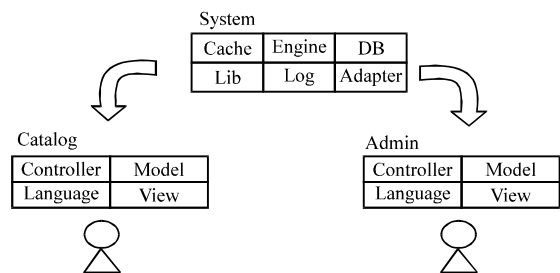 System
Cache Engine DB
Lib Log Adapter
Catalog
Controller Model
Language View
Admin
Controller Model
Language View